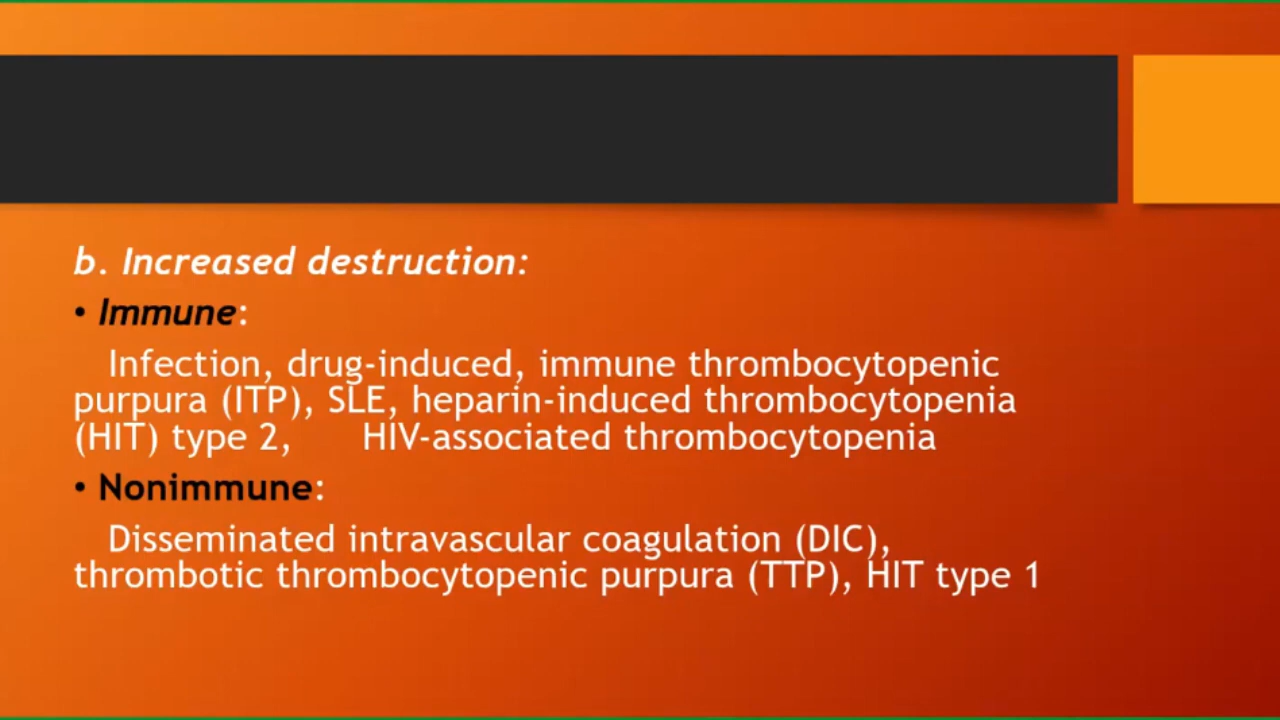 b. Increased destruction:
• Immune:
Infection, drug-induced, immune thrombocytopenic
purpura (ITP), SLE, heparin-induced thrombocytopenia
(HIT) type 2, HIV-associated thrombocytopenia
• Nonimmune:
Disseminated intravascular coagulation (DIC),
thrombotic thrombocytopenic purpura (TTP), HIT type 1